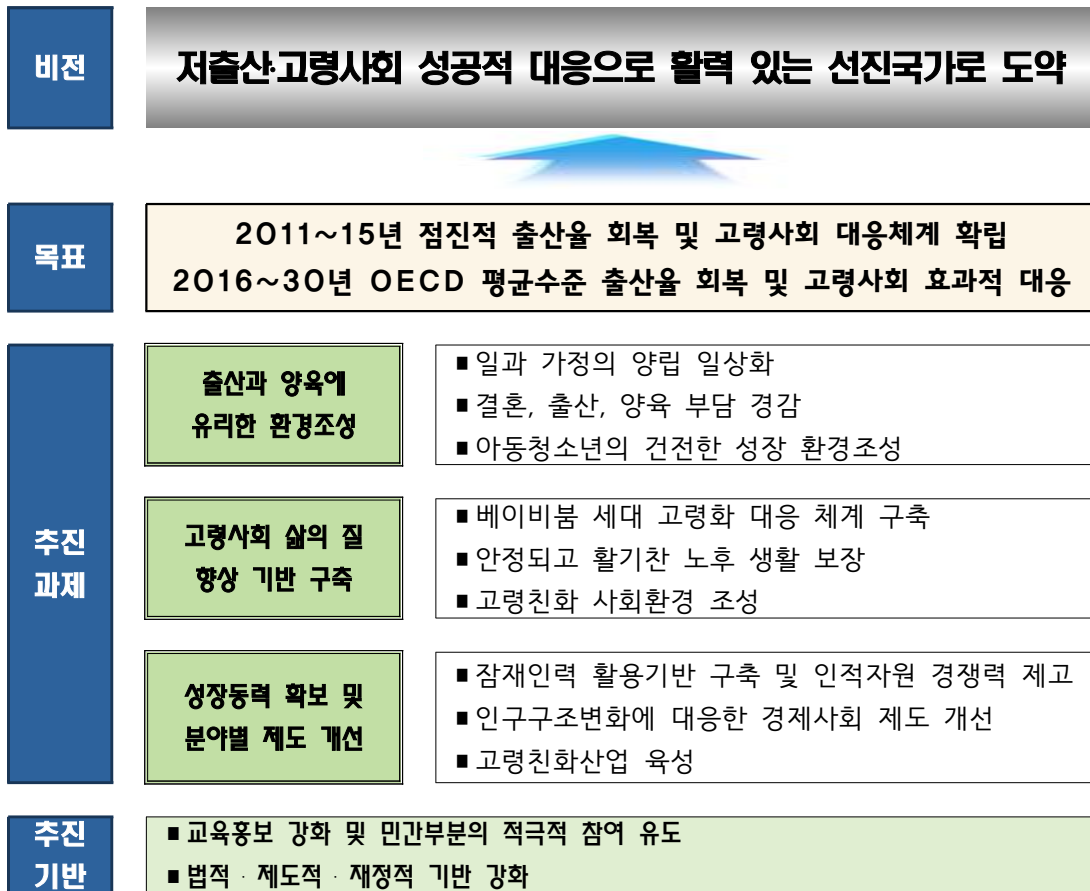 비전
저출산·고령사회 성공적 대응으로 활력 있는 선진국가로 도약
목표
2011~15년 점진적 출산율 회복 및 고령사회 대응체계 확립
2016~30년 OECD 평균수준 출산율 회복 및 고령사회 효과적 대응
추진
과제
출산과 양육에
유리한 환경조성
■ 일과 가정의 양립 일상화
■ 결혼, 출산, 양육 부담 경감
■ 아동청소년의 건전한 성장 환경조성
고령사회 삶의 질
향상 기반 구축
■ 베이비붐 세대 고령화 대응 체계 구축
■ 안정되고 활기찬 노후 생활 보장
■ 고령친화 사회환경 조성
성장동력 확보 및
분야별 제도 개선
■ 잠재인력 활용기반 구축 및 인적자원 경쟁력 제고
■ 인구구조변화에 대응한 경제사회 제도 개선
■ 고령친화산업 육성
추진
기반
■ 교육홍보 강화 및 민간부분의 적극적 참여 유도
■ 법적 · 제도적 · 재정적 기반 강화